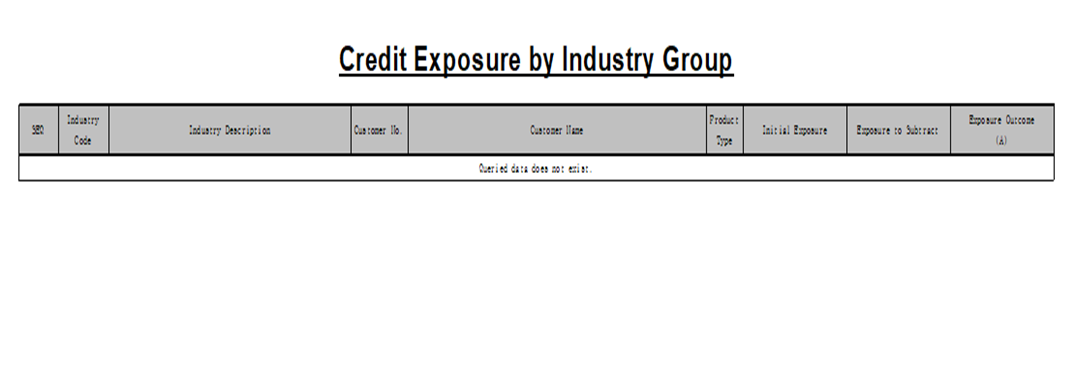 Credit Exposure by Industry Group
SEQ
Industry
Code
Industry Description
Customer No.
Customer Name
Product
Type
Initial Exposure
Exposure to Subtract
Exposure Outcome
(A)
Queried data does not exist.